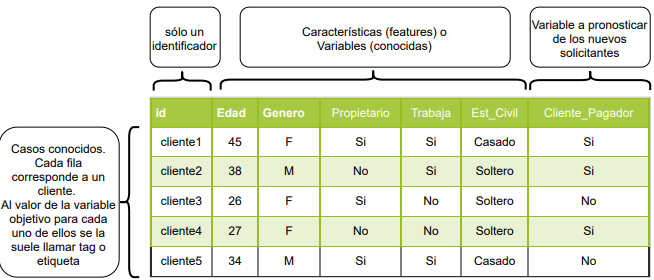 sólo un
identificador
Características (features) o
Variables (conocidas)
Variable a pronosticar
de los nuevos
solicitantes
id Edad Genero Propietario Trabaja Est_Civil Cliente_Pagador
cliente1 45 F Si Si Casado Si
cliente2 38 M No Si Soltero Si
cliente3 26 F Si No Soltero No
cliente4 27 F No No Soltero Si
cliente5 34 M Si Si Casado No
Casos conocidos.
Cada fila
corresponde a un
cliente.
Al valor de la variable
objetivo para cada
uno de ellos se la
suele llamar tag o
etiqueta